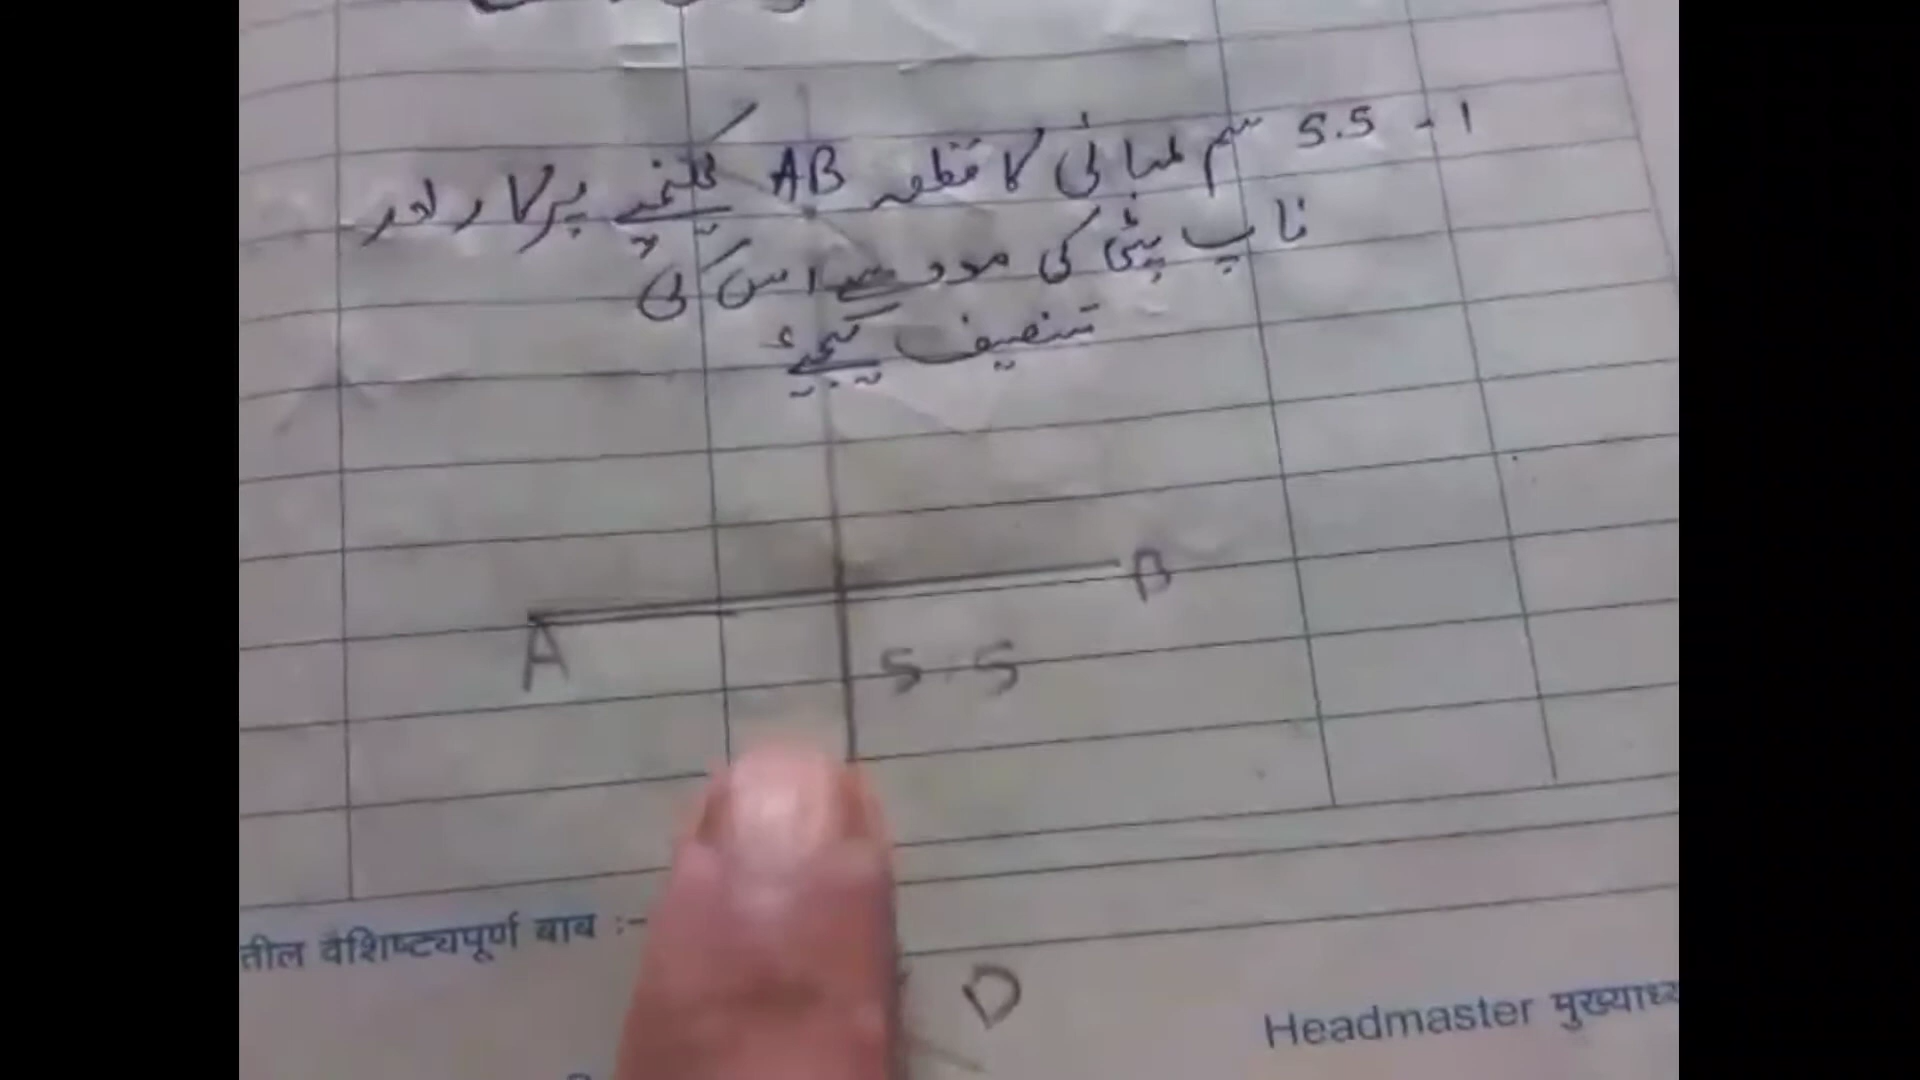 1 - 5.5 سم لمبائی کا قطعہ AB کھینچیے پرکار اور
ناپ پٹی کی مدد سے اس کی
تنصیف کیجیے
A B
5.5
तील वैशिष्ट्यपूर्ण बाब :-
D
Headmaster मुख्याध्य